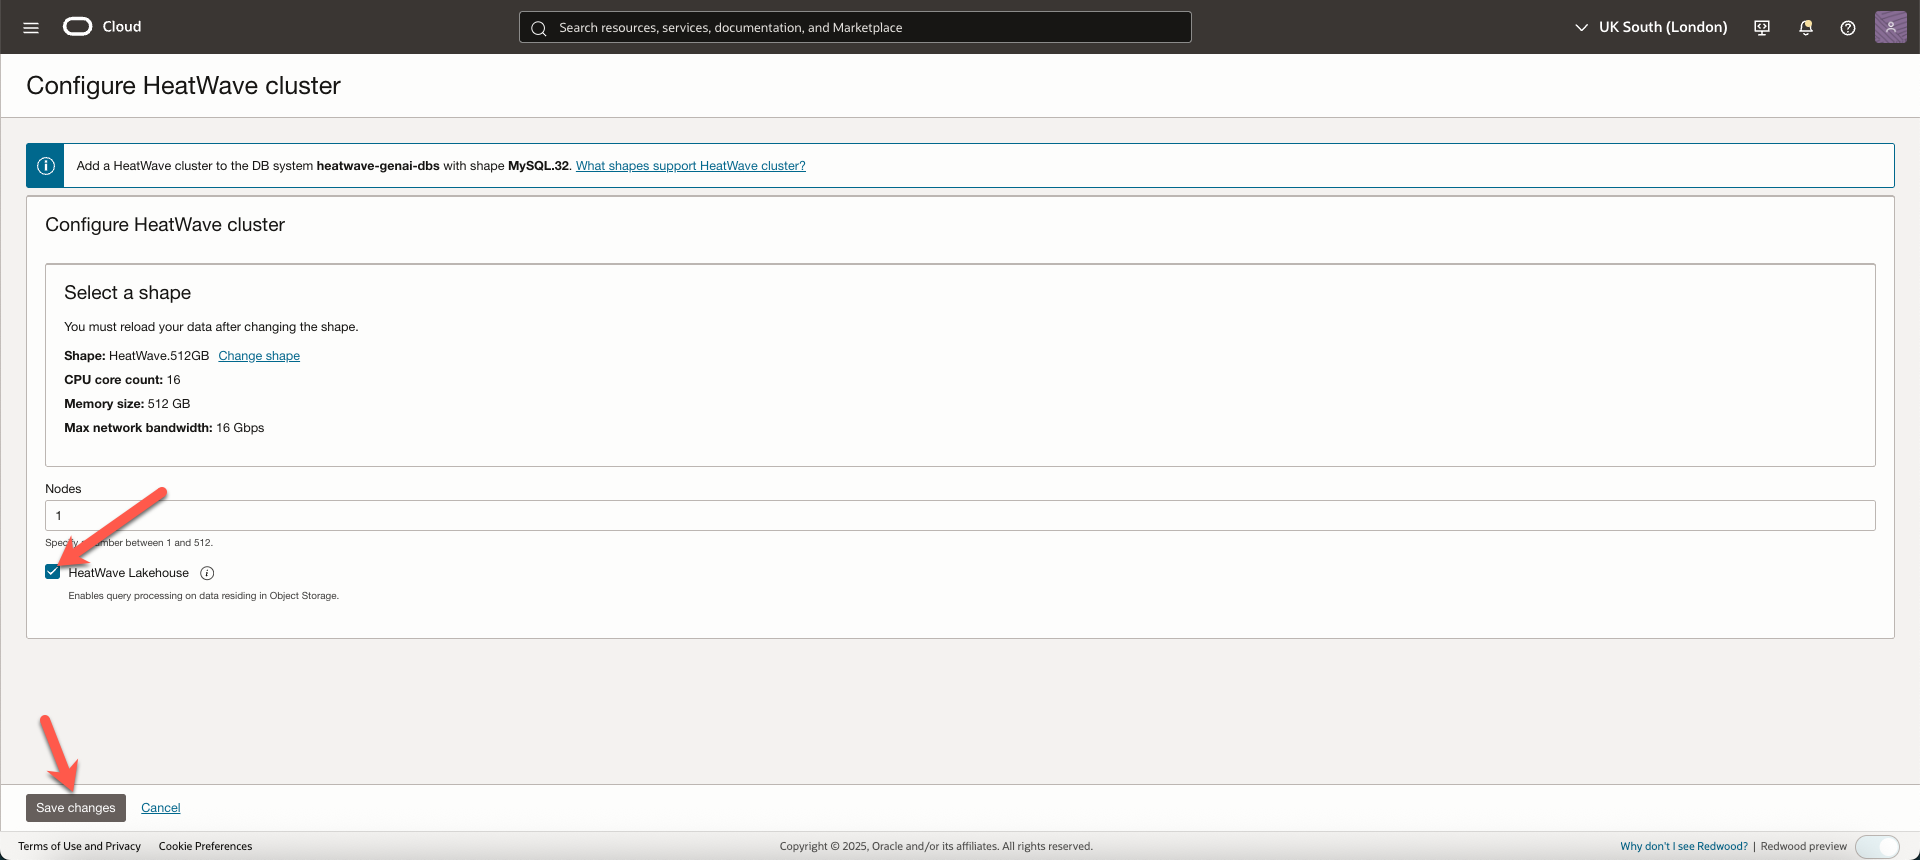 Cloud
Search resources, services, documentation, and Marketplace
UK South (London)
Configure HeatWave cluster
Add a HeatWave cluster to the DB system heatwave-genai-dbs with shape MySQL.32. What shapes support HeatWave cluster?
Configure HeatWave cluster
Select a shape
You must reload your data after changing the shape.
Shape: HeatWave.512GB Change shape
CPU core count: 16
Memory size: 512 GB
Max network bandwidth: 16 Gbps
Nodes
1
Specify number between 1 and 512.
HeatWave Lakehouse
Enables query processing on data residing in Object Storage.
Save changes Cancel
Terms of Use and Privacy Cookie Preferences Copyright © 2025, Oracle and/or its affiliates. All rights reserved. Why don't I see Redwood? | Redwood preview